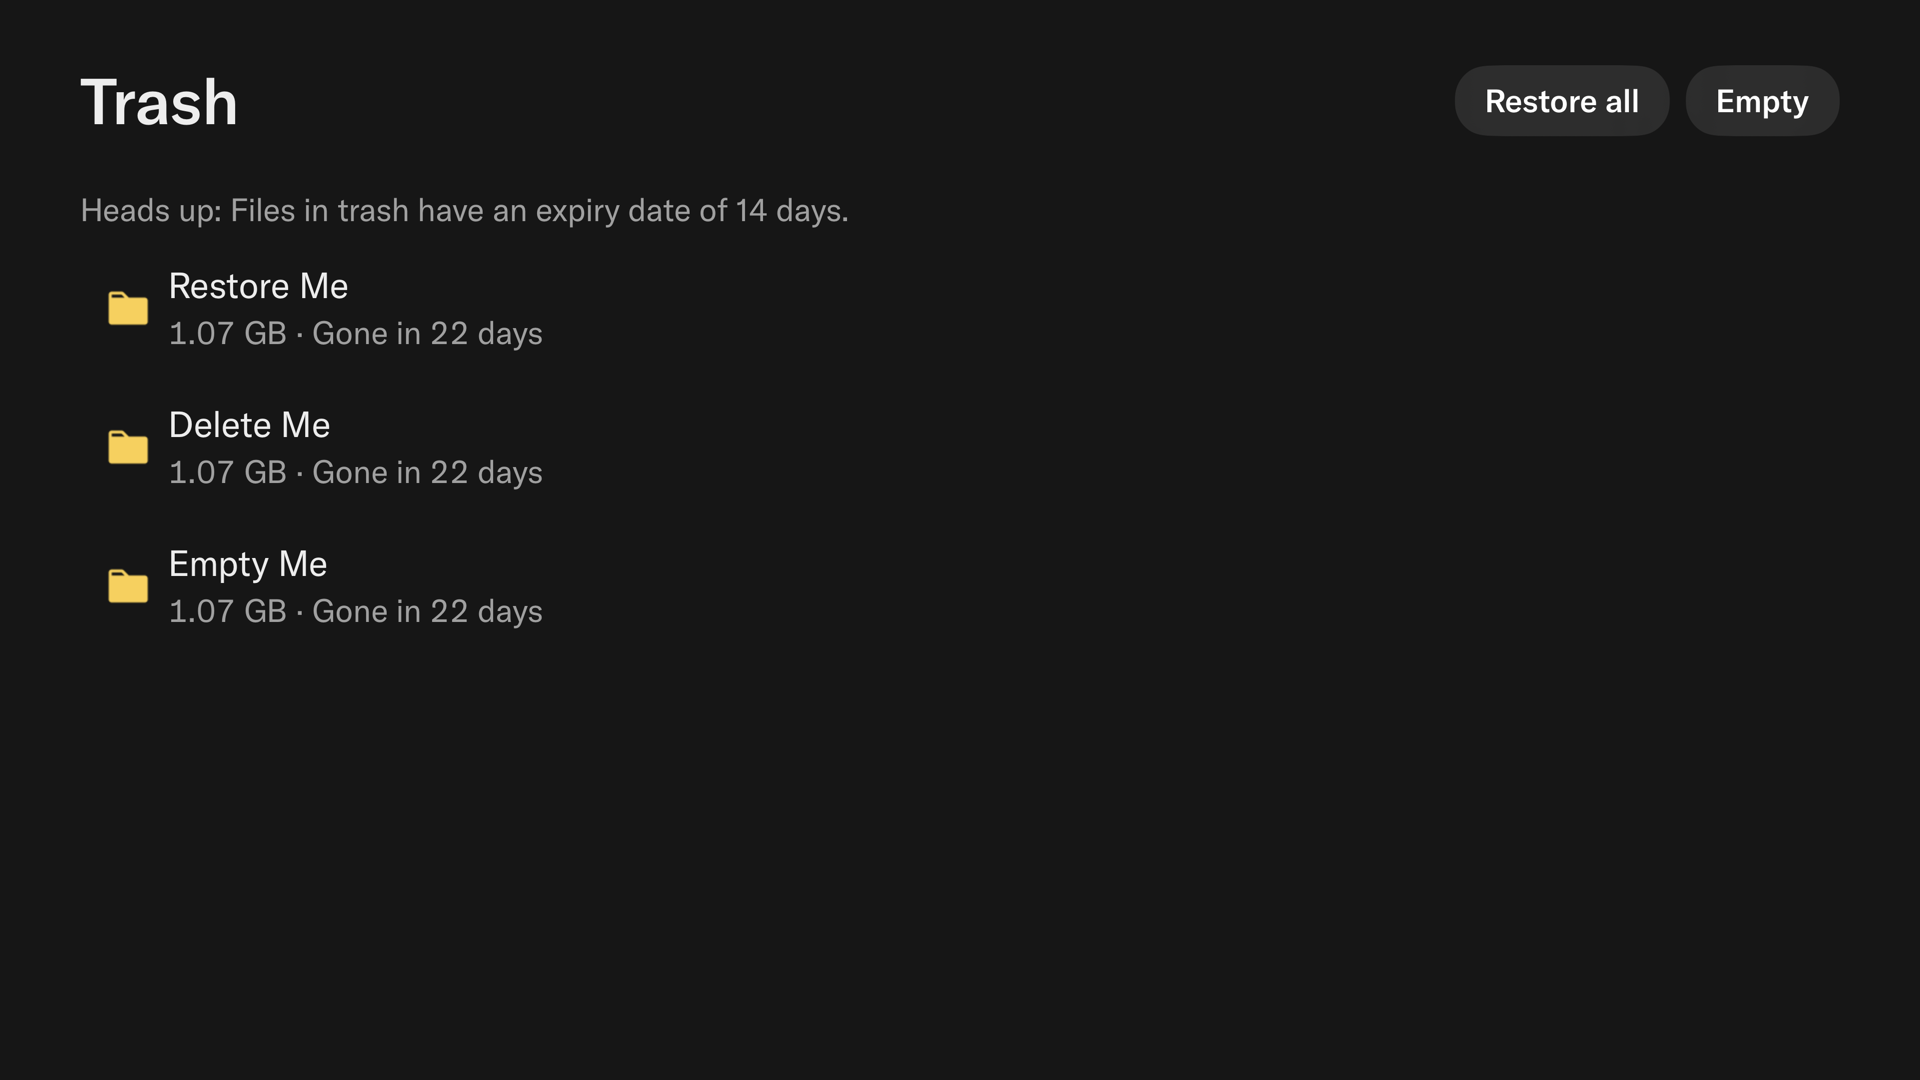 Trash
Restore all
Empty
Heads up: Files in trash have an expiry date of 14 days.
Restore Me
1.07 GB · Gone in 22 days
Delete Me
1.07 GB · Gone in 22 days
Empty Me
1.07 GB · Gone in 22 days